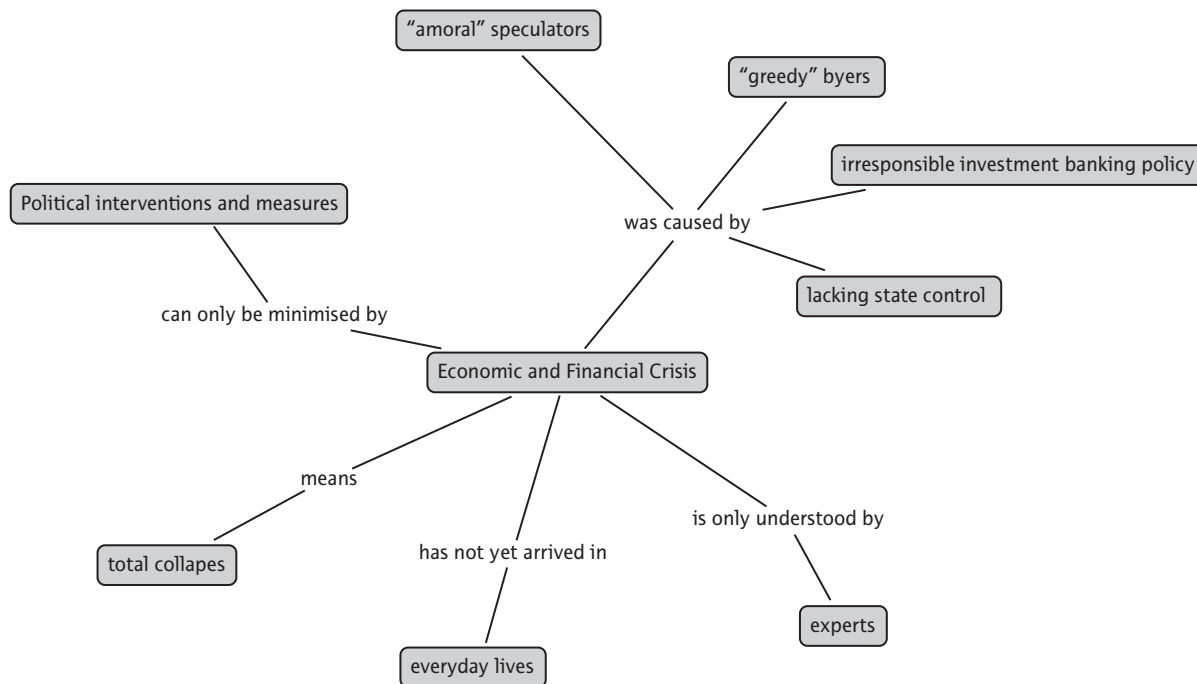 “amoral” speculators
“greedy” byers
irresponsible investment banking policy
Political interventions and measures
was caused by
lacking state control
can only be minimised by
Economic and Financial Crisis
means
is only understood by
has not yet arrived in
total collapes
experts
everyday lives